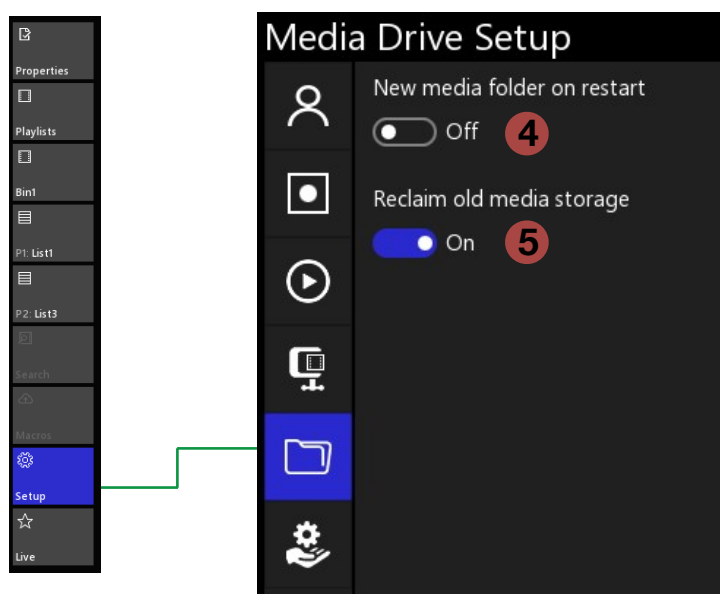 Properties
Playlists
Bin1
P1: List1
P2: List3
Search
Macros
Setup
Live
Media Drive Setup
New media folder on restart
Off
4
Reclaim old media storage
On
5